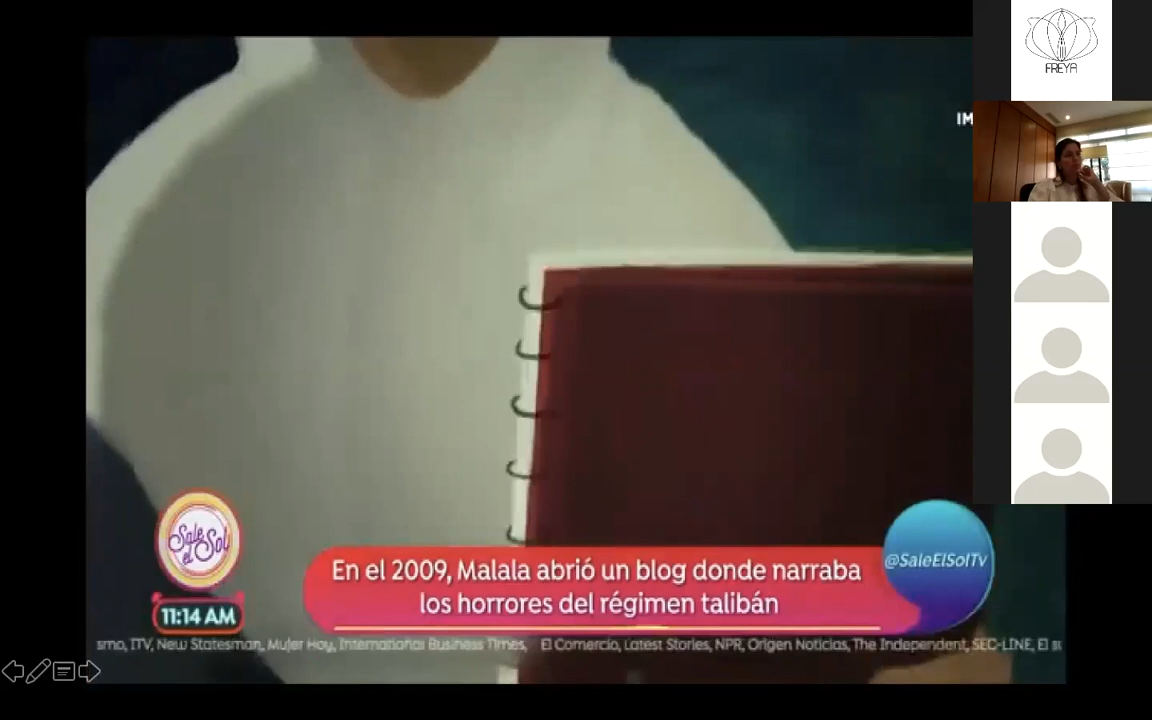 FREYA
IM
Sale
el Sol
@SaleElSolTv
En el 2009, Malala abrió un blog donde narraba
los horrores del régimen talibán
11:14 AM
smo, ITV, New Statesman, Mujer Hoy, International Business Times, El Comercio, Latest Stories, NPR, Origen Noticias, The Independent, SEC-LINE, El